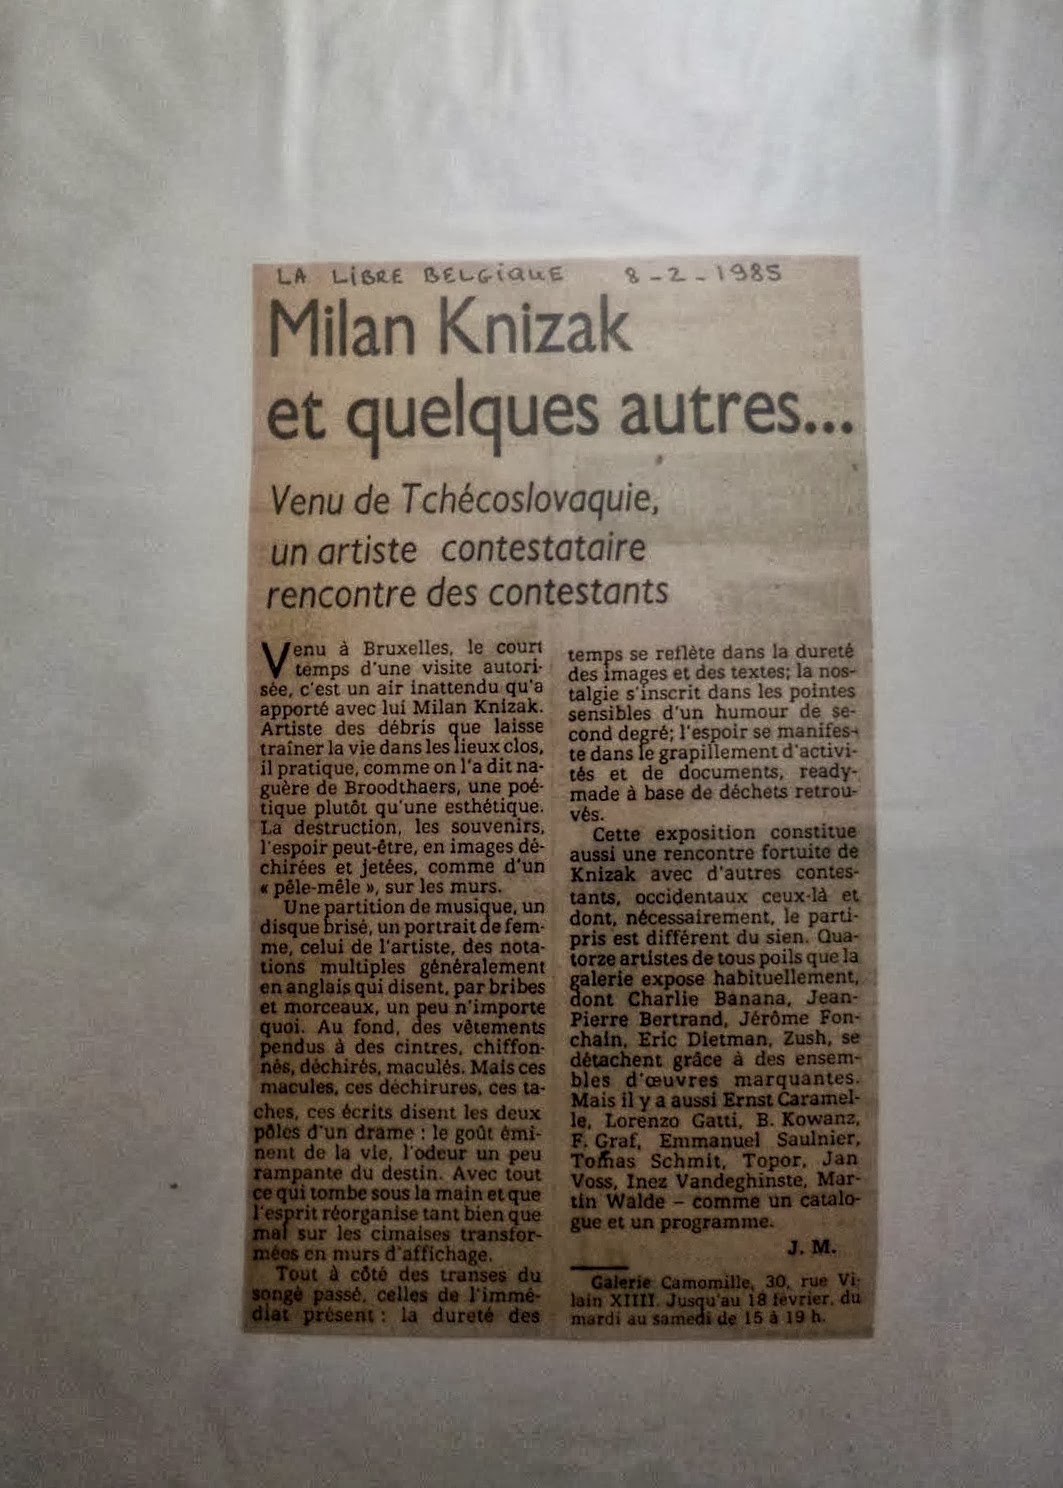 LA LIBRE BELGIQUE 8-2-1985
Milan Knizak
et quelques autres...
Venu de Tchécoslovaquie,
un artiste contestataire
rencontre des contestants
Venu à Bruxelles, le court
temps d'une visite autori-
sée, c'est un air inattendu qu'a
apporté avec lui Milan Knizak.
Artiste des débris que laisse
traîner la vie dans les lieux clos,
il pratique, comme on l'a dit na-
guère de Broodthaers, une poé-
tique plutôt qu'une esthétique.
La destruction, les souvenirs,
l'espoir peut-être, en images dé-
chirées et jetées, comme d'un
« pêle-mêle », sur les murs.
Une partition de musique, un
disque brisé, un portrait de fem-
me, celui de l'artiste, des nota-
tions multiples généralement
en anglais qui disent, par bribes
et morceaux, un peu n'importe
quoi. Au fond, des vêtements
pendus à des cintres, chiffon-
nés, déchirés, maculés. Mais ces
macules, ces déchirures, ces ta-
ches, ces écrits disent les deux
pôles d'un drame : le goût émi-
nent de la vie, l'odeur un peu
rampante du destin. Avec tout
ce qui tombe sous la main et que
l'esprit réorganise tant bien que
mal sur les cimaises transfor-
mées en murs d'affichage.
Tout à côté des transes du
songe passé, celles de l'immé-
diat présent : la dureté des
temps se reflète dans la dureté
des images et des textes; la nos-
talgie s'inscrit dans les pointes
sensibles d'un humour de se-
cond degré; l'espoir se manifes-
te dans le grapillement d'activi-
tés et de documents, ready-
made à base de déchets retrou-
vés.
Cette exposition constitue
aussi une rencontre fortuite de
Knizak avec d'autres contes-
tants, occidentaux ceux-là et
dont, nécessairement, le parti-
pris est différent du sien. Qua-
torze artistes de tous poils que la
galerie expose habituellement,
dont Charlie Banana, Jean-
Pierre Bertrand, Jérôme Fon-
chain, Eric Dietman, Zush, se
détachent grâce à des ensem-
bles d'œuvres marquantes.
Mais il y a aussi Ernst Caramel-
le, Lorenzo Gatti, B. Kowanz,
F. Graf, Emmanuel Saulnier,
Tomas Schmit, Topor, Jan
Voss, Inez Vandeghinste, Mar-
tin Walde – comme un catalo-
gue et un programme.
J. M.
Galerie Camomille, 30, rue Vi-
lain XIIII. Jusqu'au 18 février, du
mardi au samedi de 15 à 19 h.